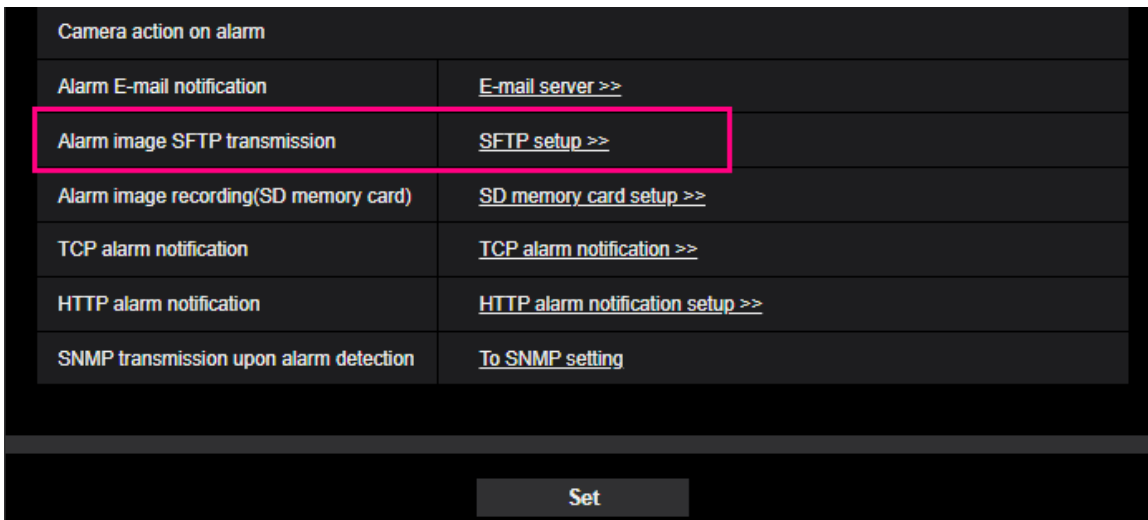 Camera action on alarm
Alarm E-mail notification E-mail server >>
Alarm image SFTP transmission SFTP setup >>
Alarm image recording(SD memory card) SD memory card setup >>
TCP alarm notification TCP alarm notification >>
HTTP alarm notification HTTP alarm notification setup >>
SNMP transmission upon alarm detection To SNMP setting
Set